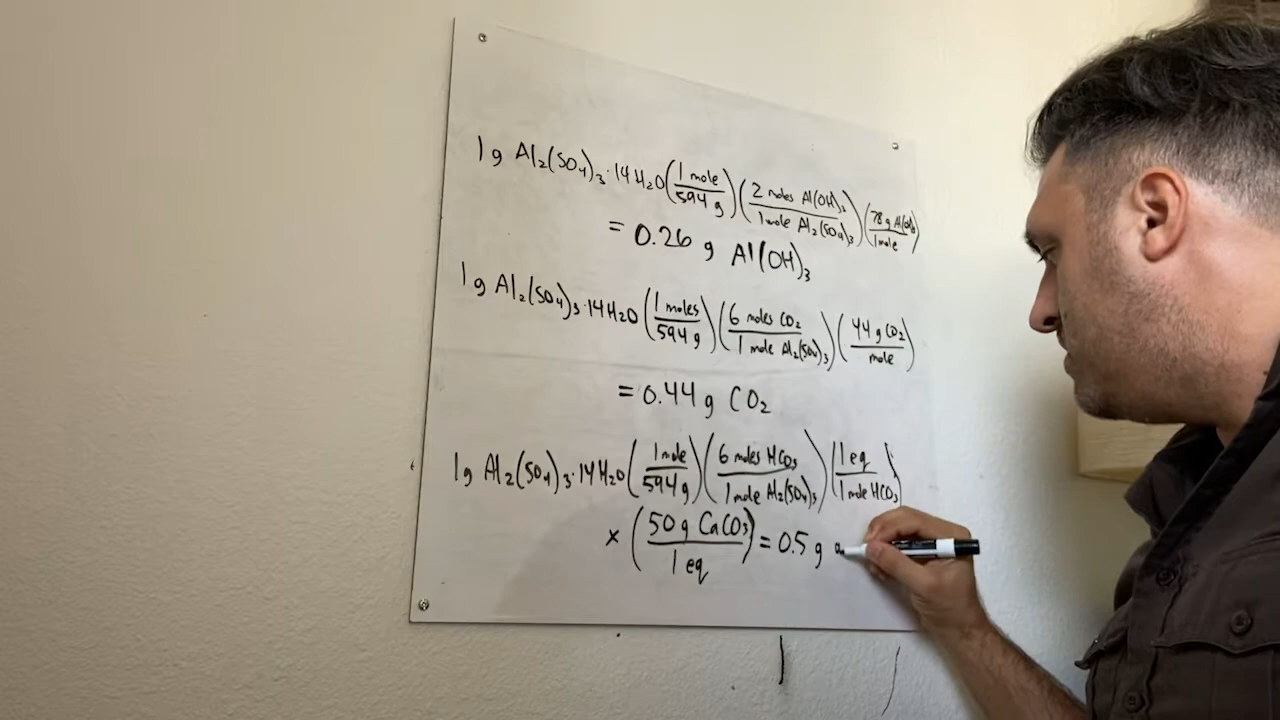 1 g Al₂(SO₄)₃·14H₂O (1 mole / 594 g) (2 moles Al(OH)₃ / 1 mole Al₂(SO₄)₃) (78 g Al(OH)₃ / 1 mole)
= 0.26 g Al(OH)₃
1 g Al₂(SO₄)₃·14H₂O (1 moles / 594 g) (6 moles CO₂ / 1 mole Al₂(SO₄)₃) (44 g CO₂ / mole)
= 0.44 g CO₂
1 g Al₂(SO₄)₃·14H₂O (1 mole / 594 g) (6 moles HCO₃ / 1 mole Al₂(SO₄)₃) (1 eq / 1 mole HCO₃)
× (50 g CaCO₃ / 1 eq) = 0.5 g a